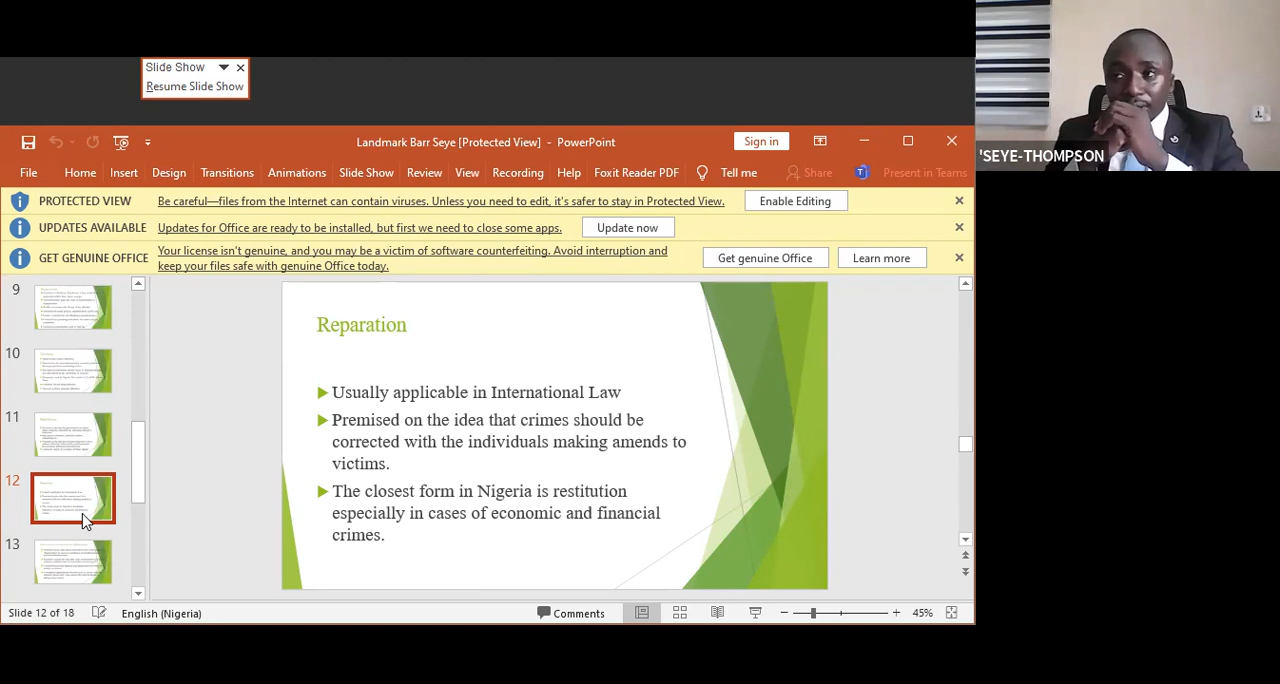 Slide Show
Resume Slide Show
'SEYE-THOMPSON
Landmark Barr Seye [Protected View] - PowerPoint
Sign in
File Home Insert Design Transitions Animations Slide Show Review View Recording Help Foxit Reader PDF Tell me Share Present in Teams
PROTECTED VIEW Be careful—files from the Internet can contain viruses. Unless you need to edit, it's safer to stay in Protected View. Enable Editing
UPDATES AVAILABLE Updates for Office are ready to be installed, but first we need to close some apps. Update now
GET GENUINE OFFICE Your license isn't genuine, and you may be a victim of software counterfeiting. Avoid interruption and
keep your files safe with genuine Office today.
Get genuine Office Learn more
9
10
11
12
13
Reparation
Usually applicable in International Law
Premised on the idea that crimes should be
corrected with the individuals making amends to
victims.
The closest form in Nigeria is restitution
especially in cases of economic and financial
crimes.
Slide 12 of 18 English (Nigeria) Comments 45%